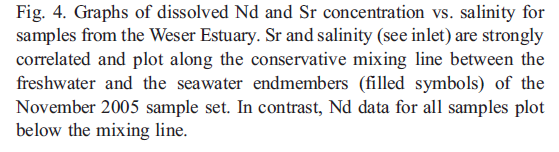 Fig. 4. Graphs of dissolved Nd and Sr concentration vs. salinity for
samples from the Weser Estuary. Sr and salinity (see inlet) are strongly
correlated and plot along the conservative mixing line between the
freshwater and the seawater endmembers (filled symbols) of the
November 2005 sample set. In contrast, Nd data for all samples plot
below the mixing line.